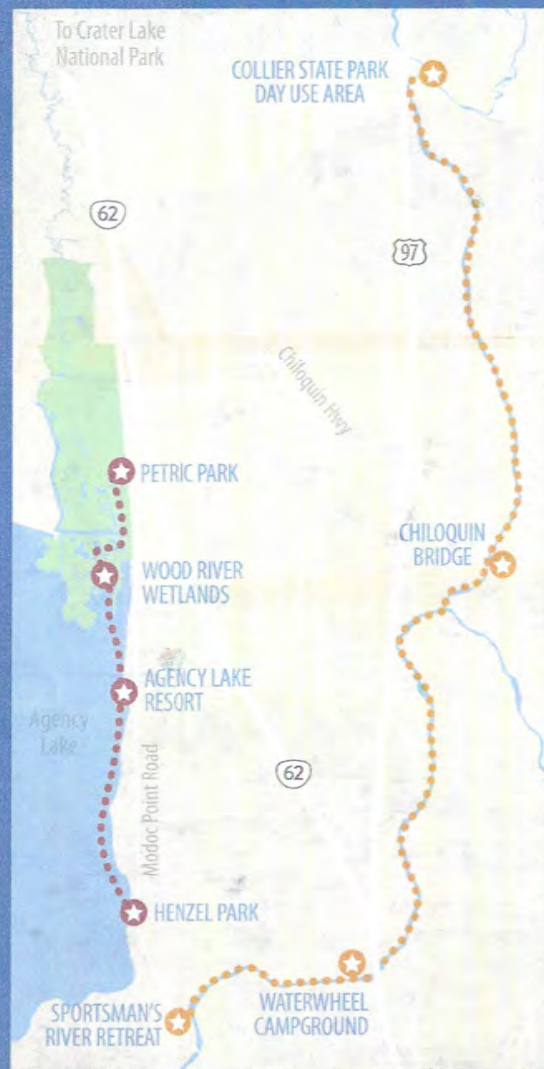 To Crater Lake
National Park
COLLIER STATE PARK
DAY USE AREA
62
97
Chiloquin Hwy
PETRIC PARK
CHILOQUIN
BRIDGE
WOOD RIVER
WETLANDS
AGENCY LAKE
RESORT
Agency
Lake
Modoc Point Road
62
HENZEL PARK
WATERWHEEL
CAMPGROUND
SPORTSMAN'S
RIVER RETREAT